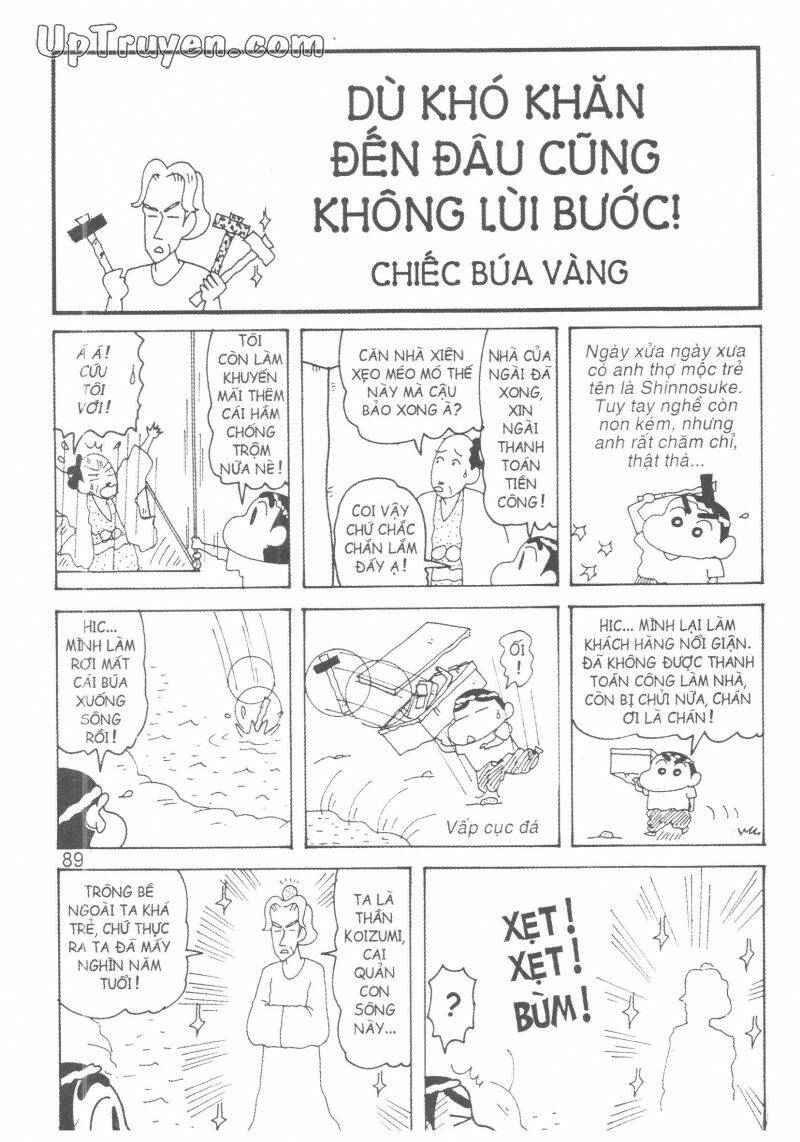 UpTruyen.com
DÙ KHÓ KHĂN
ĐẾN ĐÂU CŨNG
KHÔNG LÙI BƯỚC!
CHIẾC BÚA VÀNG
Ngày xửa ngày xưa
có anh thợ mộc trẻ
tên là Shinnosuke.
Tuy tay nghề còn
non kém, nhưng
anh rất chăm chỉ,
thật thà...
NHÀ CỦA
NGÀI ĐÃ
XONG,
XIN
NGÀI
THANH
TOÁN
TIỀN
CÔNG!
CĂN NHÀ XIÊN
XẸO MÉO MÓ THẾ
NÀY MÀ CẬU
BẢO XONG À?
COI VẬY
CHỨ CHẮC
CHẮN LẮM
ĐẤY Ạ!
TÔI
CÒN LÀM
KHUYẾN
MÃI THÊM
CÁI HẦM
CHỐNG
TRỘM
NỮA NÈ!
Á Á!
CỨU
TÔI
VỚI!
HIC... MÌNH LẠI LÀM
KHÁCH HÀNG NỔI GIẬN.
ĐÃ KHÔNG ĐƯỢC THANH
TOÁN CÔNG LÀM NHÀ,
CÒN BỊ CHỬI NỮA, CHÁN
ƠI LÀ CHÁN!
ỐI
!
Vấp cục đá
HIC...
MÌNH LÀM
RƠI MẤT
CÁI BÚA
XUỐNG
SÔNG
RỒI!
89
XẸT!
XẸT!
BÙM!
?
TA LÀ
THẦN
KOIZUMI,
CAI
QUẢN
CON
SÔNG
NÀY...
TRÔNG BỀ
NGOÀI TA KHÁ
TRẺ, CHỨ THỰC
RA TA ĐÃ MẤY
NGHÌN NĂM
TUỔI!